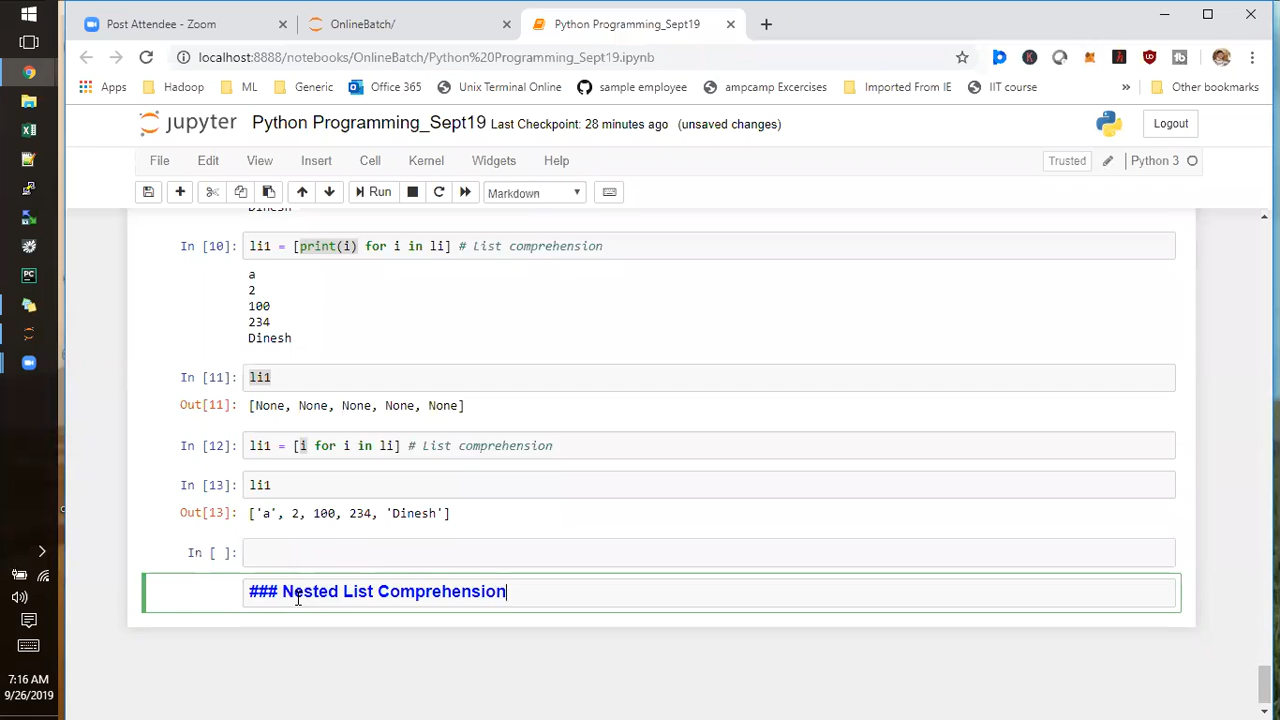 Post Attendee - Zoom
OnlineBatch/
Python Programming_Sept19
localhost:8888/notebooks/OnlineBatch/Python%20Programming_Sept19.ipynb
Apps
Hadoop
ML
Generic
Office 365
Unix Terminal Online
sample employee
ampcamp Excercises
Imported From IE
IIT course
»
Other bookmarks
jupyter
Python Programming_Sept19
Last Checkpoint: 28 minutes ago
(unsaved changes)
Logout
File
Edit
View
Insert
Cell
Kernel
Widgets
Help
Trusted
Python 3
Run
Markdown
Dinesh
In [10]: li1 = [print(i) for i in li] # List comprehension
a
2
100
234
Dinesh
In [11]: li1
Out[11]: [None, None, None, None, None]
In [12]: li1 = [i for i in li] # List comprehension
In [13]: li1
Out[13]: ['a', 2, 100, 234, 'Dinesh']
In [ ]:
### Nested List Comprehension
7:16 AM
9/26/2019